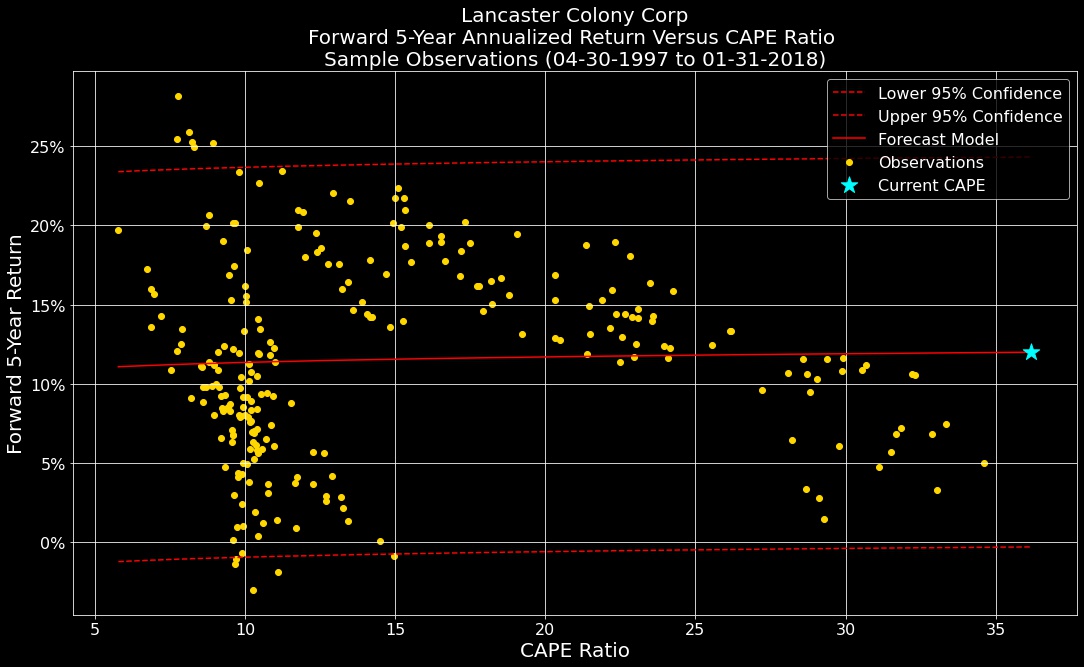 Lancaster Colony Corp
Forward 5-Year Annualized Return Versus CAPE Ratio
Sample Observations (04-30-1997 to 01-31-2018)
Lower 95% Confidence
Upper 95% Confidence
Forecast Model
Observations
Current CAPE
Forward 5-Year Return
25%
20%
15%
10%
5%
0%
5 10 15 20 25 30 35
CAPE Ratio